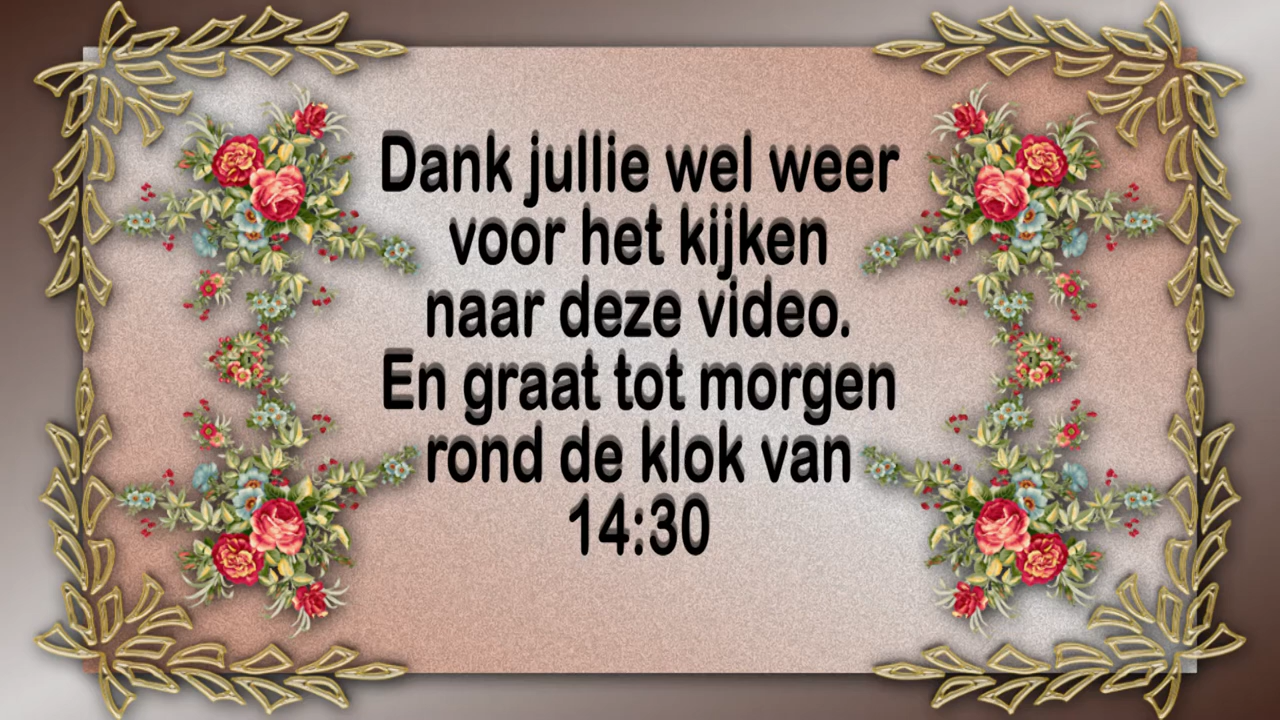 Dank jullie wel weer
voor het kijken
naar deze video.
En graat tot morgen
rond de klok van
14:30